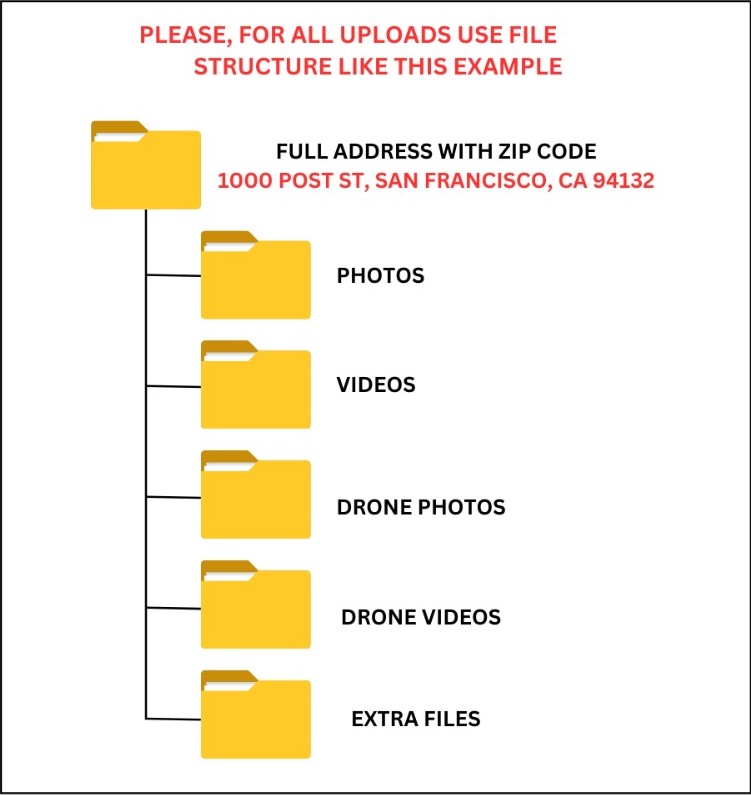 PLEASE, FOR ALL UPLOADS USE FILE
STRUCTURE LIKE THIS EXAMPLE
FULL ADDRESS WITH ZIP CODE
1000 POST ST, SAN FRANCISCO, CA 94132
PHOTOS
VIDEOS
DRONE PHOTOS
DRONE VIDEOS
EXTRA FILES